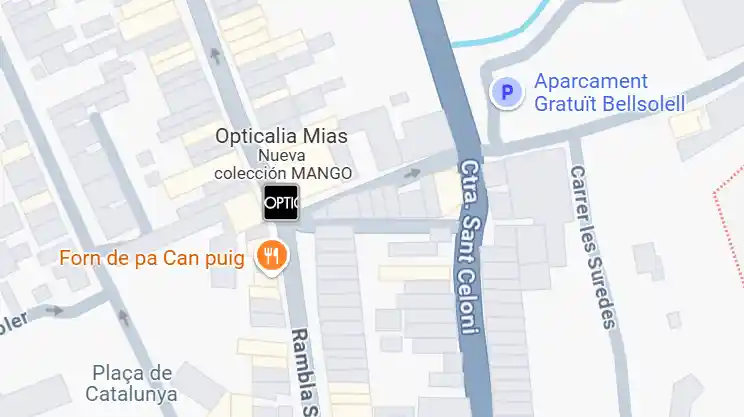 Aparcament
Gratuït Bellsolell
Opticalia Mias
Nueva
colección MANGO
OPTIC
Ctra. Sant Celoni
Carrer les Suredes
Forn de pa Can puig
Rambla S
oler
Plaça de
Catalunya
P